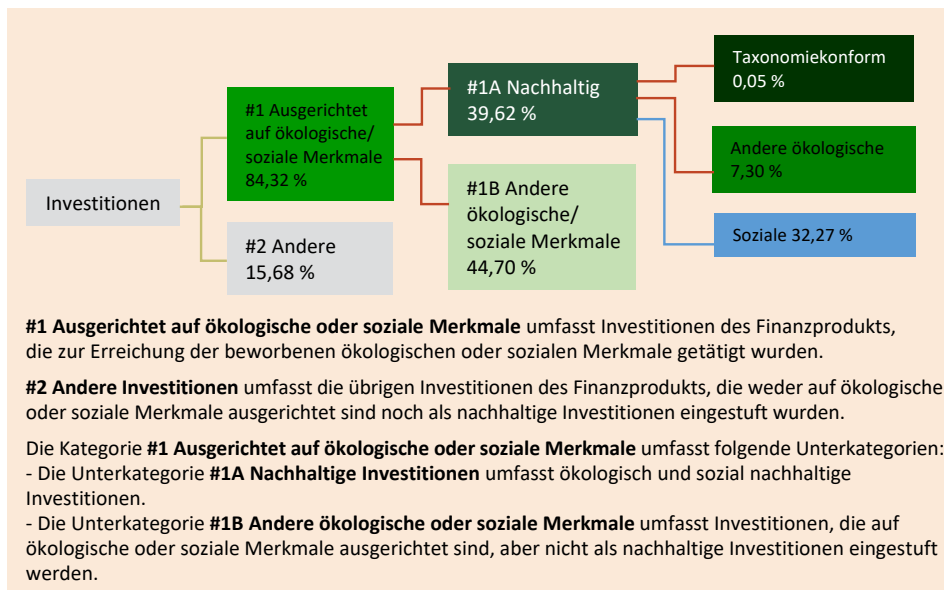 Investitionen
#1 Ausgerichtet
auf ökologische/
soziale Merkmale
84,32 %
#2 Andere
15,68 %
#1A Nachhaltig
39,62 %
#1B Andere
ökologische/
soziale Merkmale
44,70 %
Taxonomiekonform
0,05 %
Andere ökologische
7,30 %
Soziale 32,27 %
#1 Ausgerichtet auf ökologische oder soziale Merkmale umfasst Investitionen des Finanzprodukts,
die zur Erreichung der beworbenen ökologischen oder sozialen Merkmale getätigt wurden.
#2 Andere Investitionen umfasst die übrigen Investitionen des Finanzprodukts, die weder auf ökologische
oder soziale Merkmale ausgerichtet sind noch als nachhaltige Investitionen eingestuft wurden.
Die Kategorie #1 Ausgerichtet auf ökologische oder soziale Merkmale umfasst folgende Unterkategorien:
- Die Unterkategorie #1A Nachhaltige Investitionen umfasst ökologisch und sozial nachhaltige
Investitionen.
- Die Unterkategorie #1B Andere ökologische oder soziale Merkmale umfasst Investitionen, die auf
ökologische oder soziale Merkmale ausgerichtet sind, aber nicht als nachhaltige Investitionen eingestuft
werden.